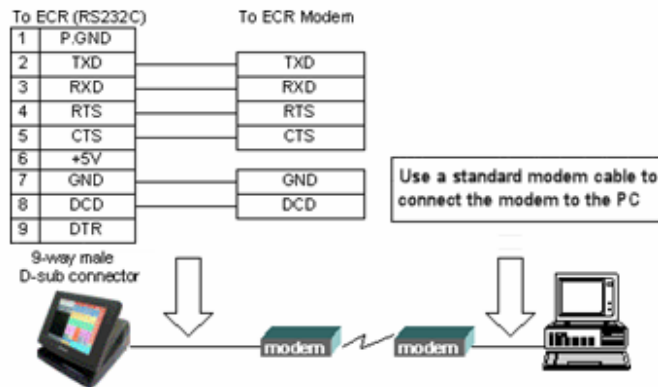 To ECR (RS232C)
To ECR Modem
1 P.GND
2 TXD TXD
3 RXD RXD
4 RTS RTS
5 CTS CTS
6 +5V
7 GND GND
8 DCD DCD
9 DTR
9-way male
D-sub connector
Use a standard modem cable to
connect the modem to the PC
modem
modem